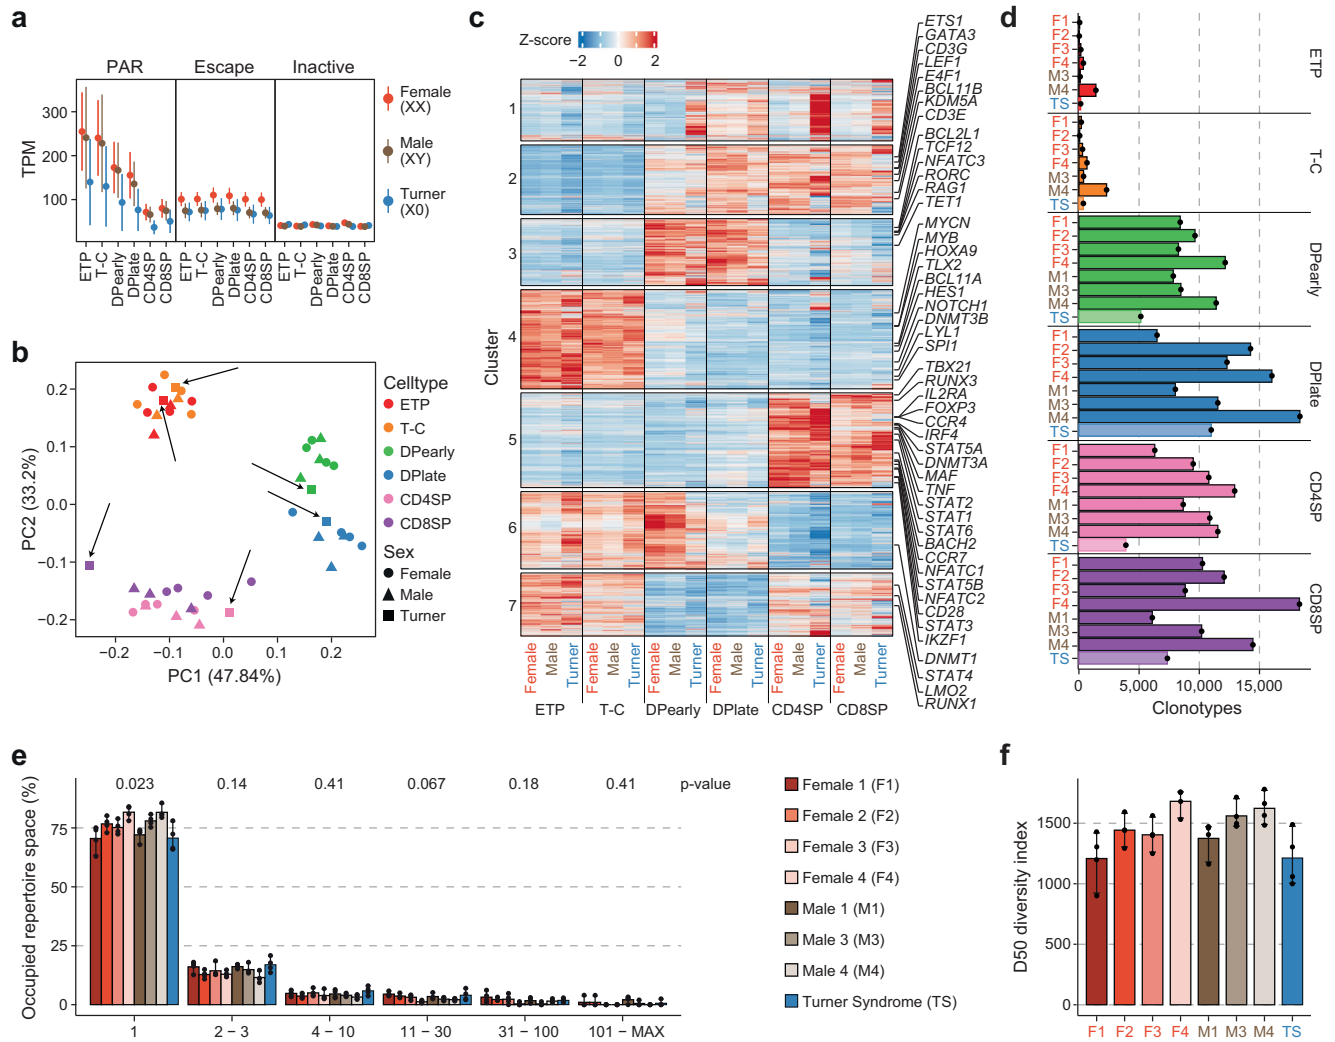 a
PAR
Escape
Inactive
TPM
300
200
100
ETP
T-C
DPearly
DPlate
CD4SP
CD8SP
ETP
T-C
DPearly
DPlate
CD4SP
CD8SP
ETP
T-C
DPearly
DPlate
CD4SP
CD8SP
Female
(XX)
Male
(XY)
Turner
(X0)
b
PC2 (33.2%)
0.2
0.1
0.0
−0.1
−0.2
−0.2
−0.1
0.0
0.1
0.2
PC1 (47.84%)
Celltype
ETP
T-C
DPearly
DPlate
CD4SP
CD8SP
Sex
Female
Male
Turner
c
Z-score
−2
0
2
Cluster
1
2
3
4
5
6
7
Female
Male
Turner
Female
Male
Turner
Female
Male
Turner
Female
Male
Turner
Female
Male
Turner
Female
Male
Turner
ETP
T-C
DPearly
DPlate
CD4SP
CD8SP
ETS1
GATA3
CD3G
LEF1
E4F1
BCL11B
KDM5A
CD3E
BCL2L1
TCF12
NFATC3
RORC
RAG1
TET1
MYCN
MYB
HOXA9
TLX2
BCL11A
HES1
NOTCH1
DNMT3B
LYL1
SPI1
TBX21
RUNX3
IL2RA
FOXP3
CCR4
IRF4
STAT5A
DNMT3A
MAF
TNF
STAT2
STAT1
STAT6
BACH2
CCR7
NFATC1
STAT5B
NFATC2
CD28
STAT3
IKZF1
DNMT1
STAT4
LMO2
RUNX1
d
F1
F2
F3
F4
M3
M4
TS
ETP
F1
F2
F3
F4
M3
M4
TS
T-C
F1
F2
F3
F4
M1
M3
M4
TS
DPearly
F1
F2
F3
F4
M1
M3
M4
TS
DPlate
F1
F2
F3
F4
M1
M3
M4
TS
CD4SP
F1
F2
F3
F4
M1
M3
M4
TS
CD8SP
0
5,000
10,000
15,000
Clonotypes
e
Occupied repertoire space (%)
75
50
25
0
0.023
0.14
0.41
0.067
0.18
0.41
p-value
1
2 − 3
4 − 10
11 − 30
31 − 100
101 − MAX
Female 1 (F1)
Female 2 (F2)
Female 3 (F3)
Female 4 (F4)
Male 1 (M1)
Male 3 (M3)
Male 4 (M4)
Turner Syndrome (TS)
f
D50 diversity index
1500
1000
500
0
F1
F2
F3
F4
M1
M3
M4
TS